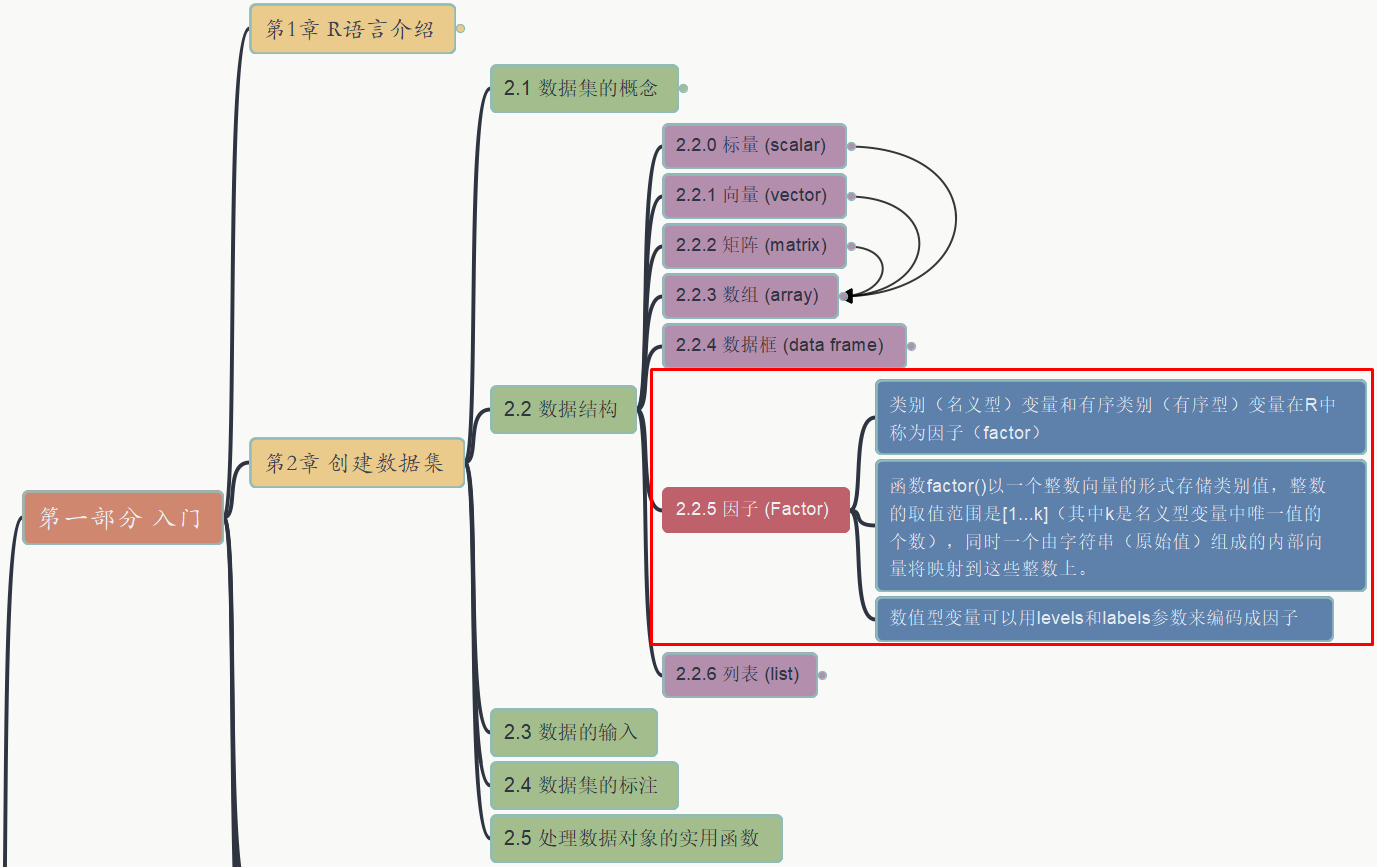 第1章 R语言介绍
2.1 数据集的概念
2.2.0 标量 (scalar)
2.2.1 向量 (vector)
2.2.2 矩阵 (matrix)
2.2.3 数组 (array)
2.2.4 数据框 (data frame)
2.2 数据结构
类别（名义型）变量和有序类别（有序型）变量在R中
称为因子（factor）
第2章 创建数据集
函数factor()以一个整数向量的形式存储类别值，整数
的取值范围是[1...k]（其中k是名义型变量中唯一值的
个数），同时一个由字符串（原始值）组成的内部向
量将映射到这些整数上。
2.2.5 因子 (Factor)
第一部分 入门
数值型变量可以用levels和labels参数来编码成因子
2.2.6 列表 (list)
2.3 数据的输入
2.4 数据集的标注
2.5 处理数据对象的实用函数